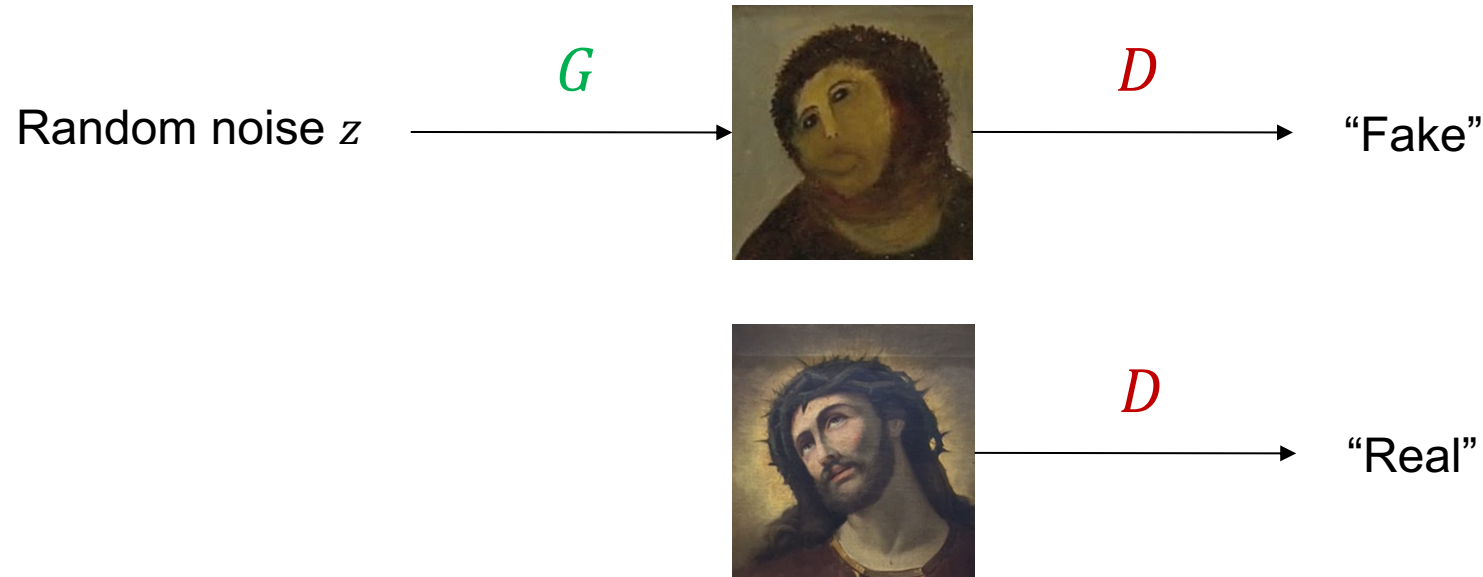 G
D
Random noise z
“Fake”
D
“Real”